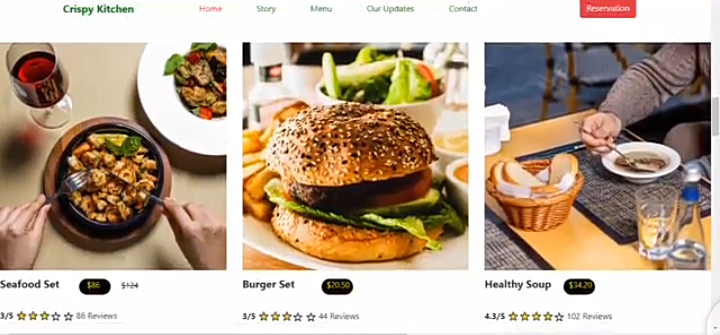 Crispy Kitchen Home Story Menu Our Updates Contact Reservation
Seafood Set $86 $124
Burger Set $20.50
Healthy Soup $34.20
3/5 86 Reviews
3/5 44 Reviews
4.3/5 102 Reviews